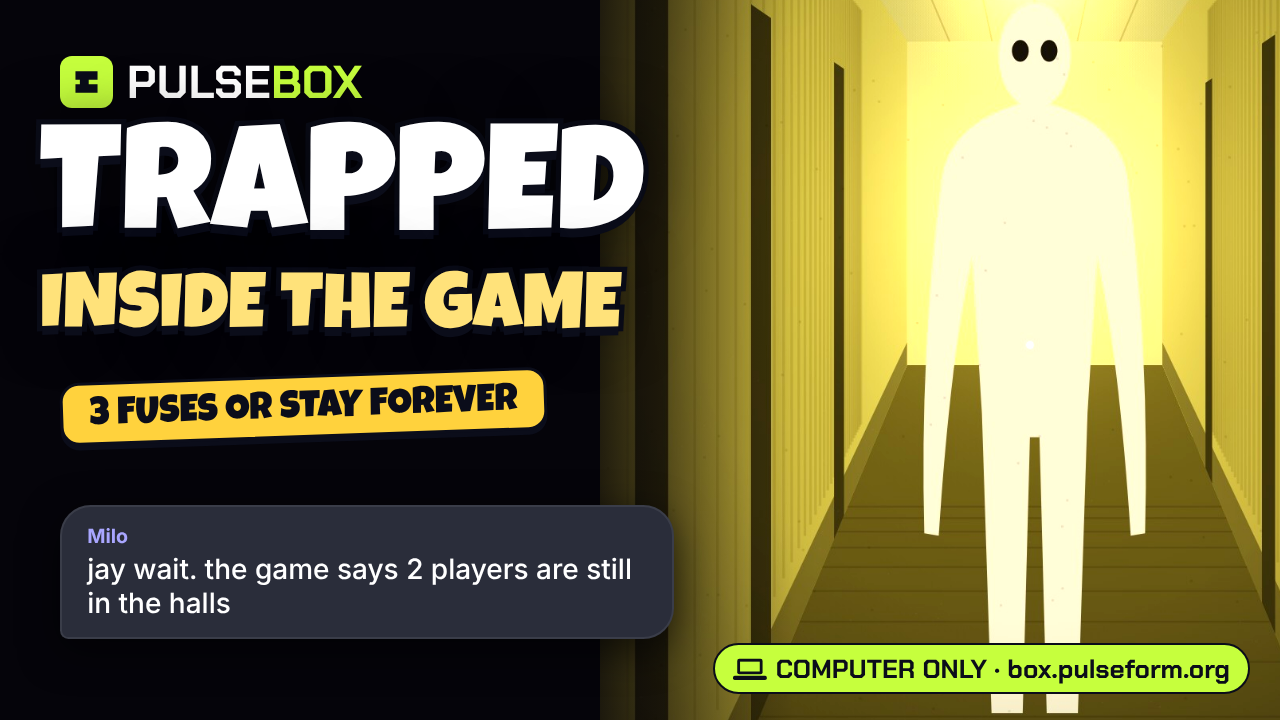 PULSEBOX
TRAPPED
INSIDE THE GAME
3 FUSES OR STAY FOREVER
Milo
jay wait. the game says 2 players are still
in the halls
COMPUTER ONLY · box.pulseform.org